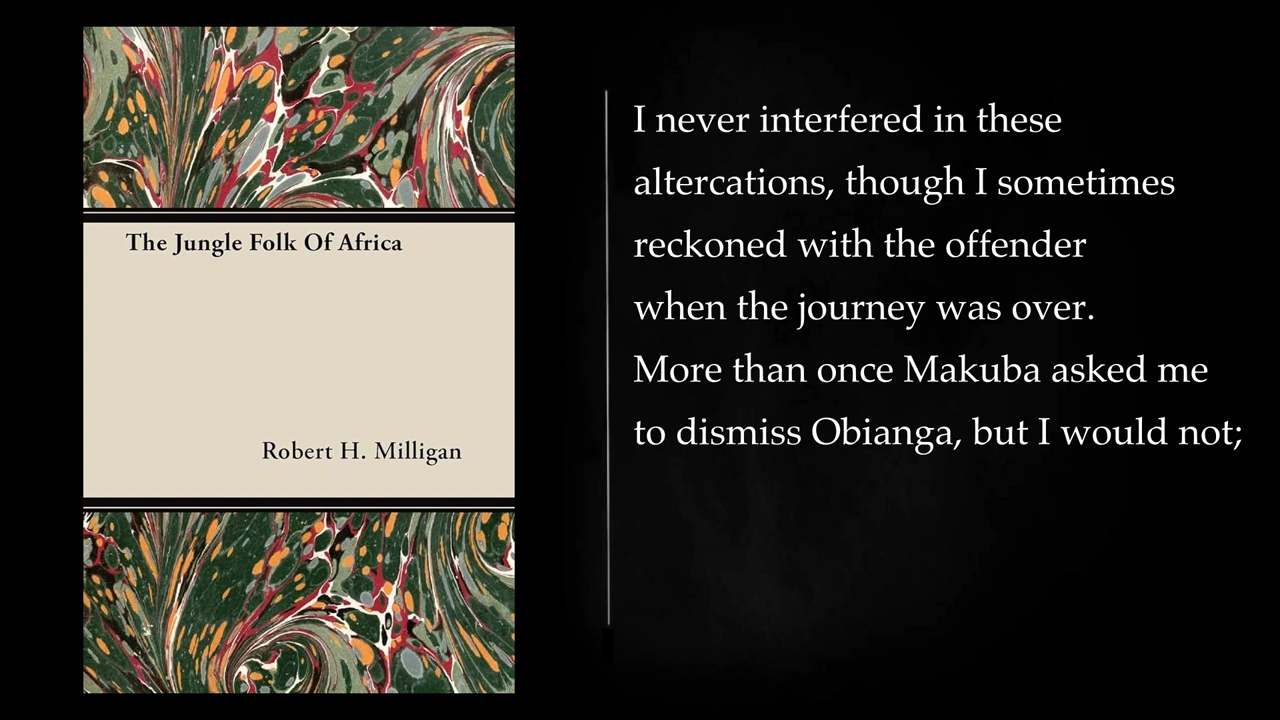 The Jungle Folk Of Africa
Robert H. Milligan
I never interfered in these
altercations, though I sometimes
reckoned with the offender
when the journey was over.
More than once Makuba asked me
to dismiss Obianga, but I would not;